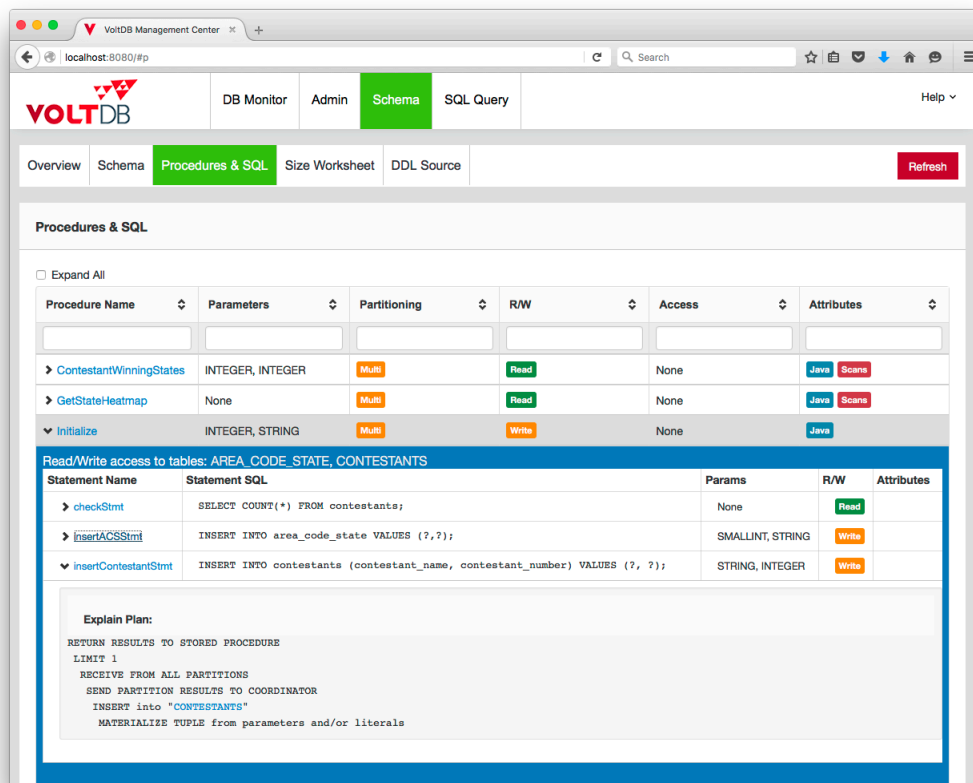 VoltDB Management Center
localhost:8080/#p
Search
VOLTDB
DB Monitor Admin Schema SQL Query Help
Overview Schema Procedures & SQL Size Worksheet DDL Source Refresh
Procedures & SQL
Expand All
Procedure Name Parameters Partitioning R/W Access Attributes
ContestantWinningStates INTEGER, INTEGER Multi Read None Java Scans
GetStateHeatmap None Multi Read None Java Scans
Initialize INTEGER, STRING Multi Write None Java
Read/Write access to tables: AREA_CODE_STATE, CONTESTANTS
Statement Name Statement SQL Params R/W Attributes
checkStmt SELECT COUNT(*) FROM contestants; None Read
insertACSStmt INSERT INTO area_code_state VALUES (?,?); SMALLINT, STRING Write
insertContestantStmt INSERT INTO contestants (contestant_name, contestant_number) VALUES (?, ?); STRING, INTEGER Write
Explain Plan:
RETURN RESULTS TO STORED PROCEDURE
LIMIT 1
RECEIVE FROM ALL PARTITIONS
SEND PARTITION RESULTS TO COORDINATOR
INSERT into "CONTESTANTS"
MATERIALIZE TUPLE from parameters and/or literals